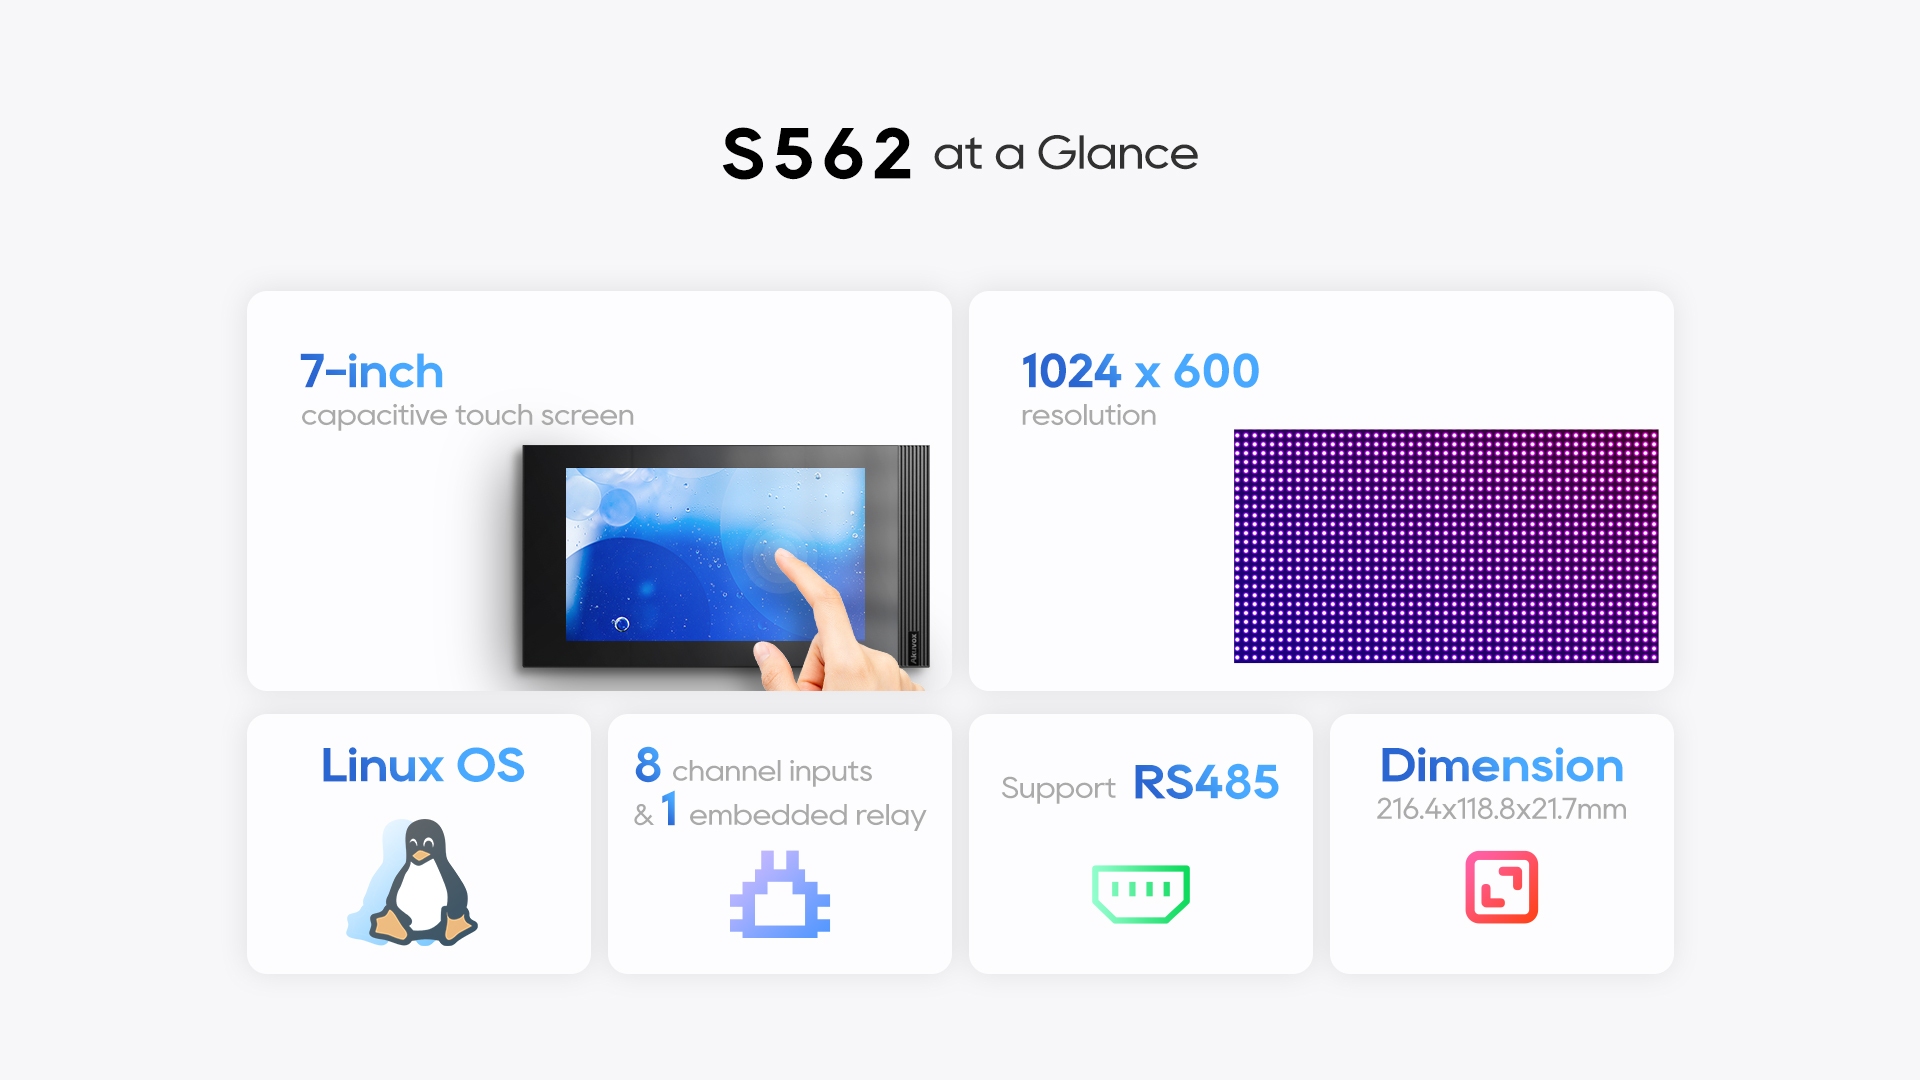 S562 at a Glance
7-inch
capacitive touch screen
Akuvox
1024 x 600
resolution
Linux OS
8 channel inputs
& 1 embedded relay
Support RS485
Dimension
216.4x118.8x21.7mm